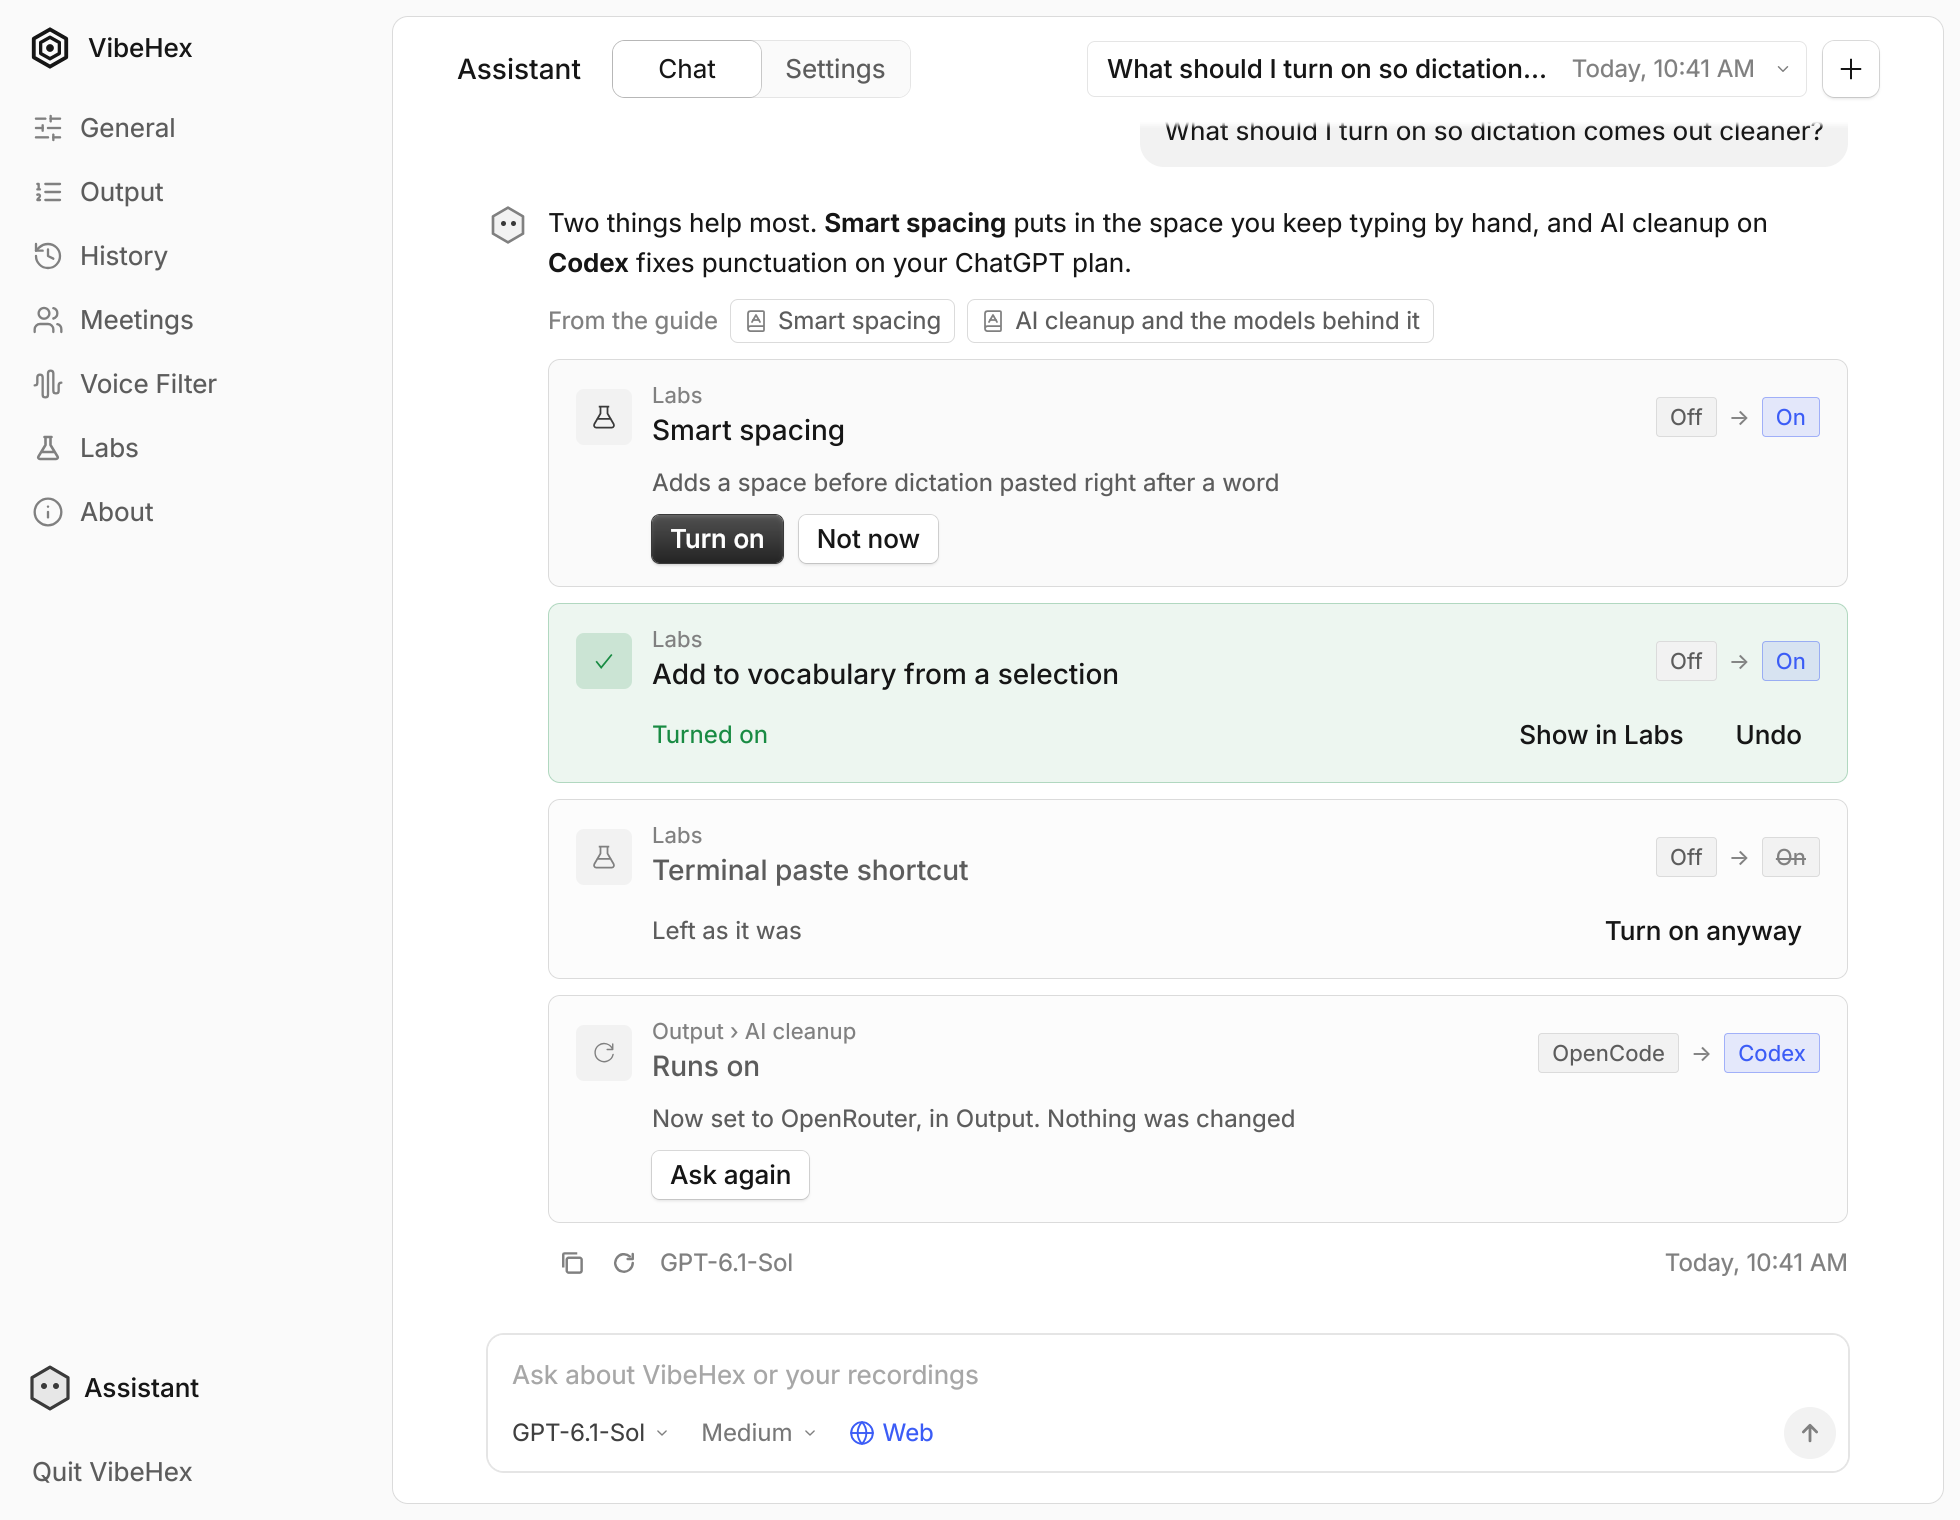 VibeHex
General
Output
History
Meetings
Voice Filter
Labs
About
Assistant
Quit VibeHex
Assistant
Chat
Settings
What should I turn on so dictation...
Today, 10:41 AM
What should I turn on so dictation comes out cleaner?
Two things help most. Smart spacing puts in the space you keep typing by hand, and AI cleanup on
Codex fixes punctuation on your ChatGPT plan.
From the guide
Smart spacing
AI cleanup and the models behind it
Labs
Smart spacing
Off → On
Adds a space before dictation pasted right after a word
Turn on
Not now
Labs
Add to vocabulary from a selection
Off → On
Turned on
Show in Labs
Undo
Labs
Terminal paste shortcut
Off → On
Left as it was
Turn on anyway
Output › AI cleanup
Runs on
OpenCode → Codex
Now set to OpenRouter, in Output. Nothing was changed
Ask again
GPT-6.1-Sol
Today, 10:41 AM
Ask about VibeHex or your recordings
GPT-6.1-Sol
Medium
Web